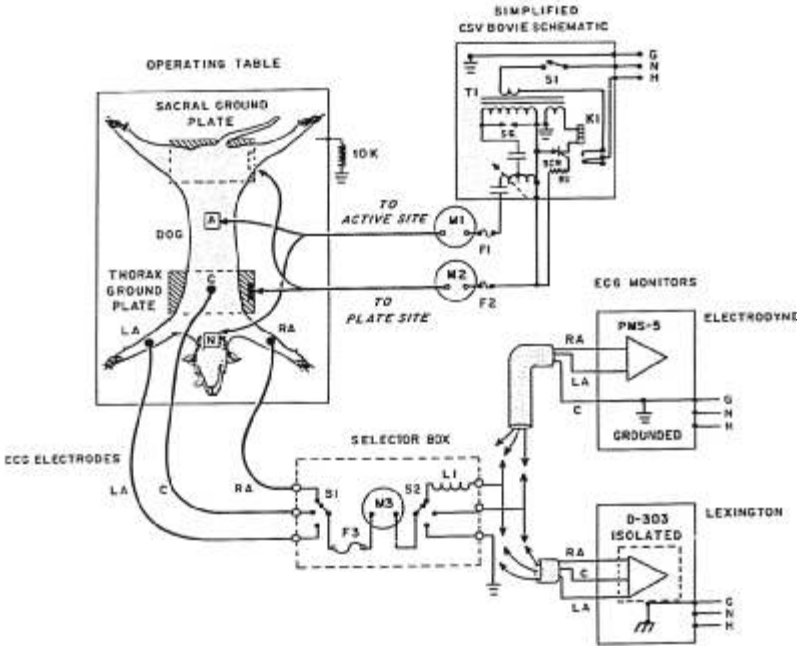 SIMPLIFIED
CSV BOVIE SCHEMATIC
G
N
H
S1
T1
K1
SG
SCR
OPERATING TABLE
SACRAL GROUND
PLATE
10K
TO
ACTIVE SITE
M1
F1
A
DOG
M2
F2
TO
PLATE SITE
THORAX
GROUND
PLATE
C
LA
RA
N
ECG MONITORS
ELECTRODYNE
PMS-5
RA
LA
C
G
N
H
GROUNDED
SELECTOR BOX
ECG ELECTRODES
LA
C
RA
S1
M3
S2
L1
F3
LEXINGTON
D-303
ISOLATED
RA
C
LA
G
N
H